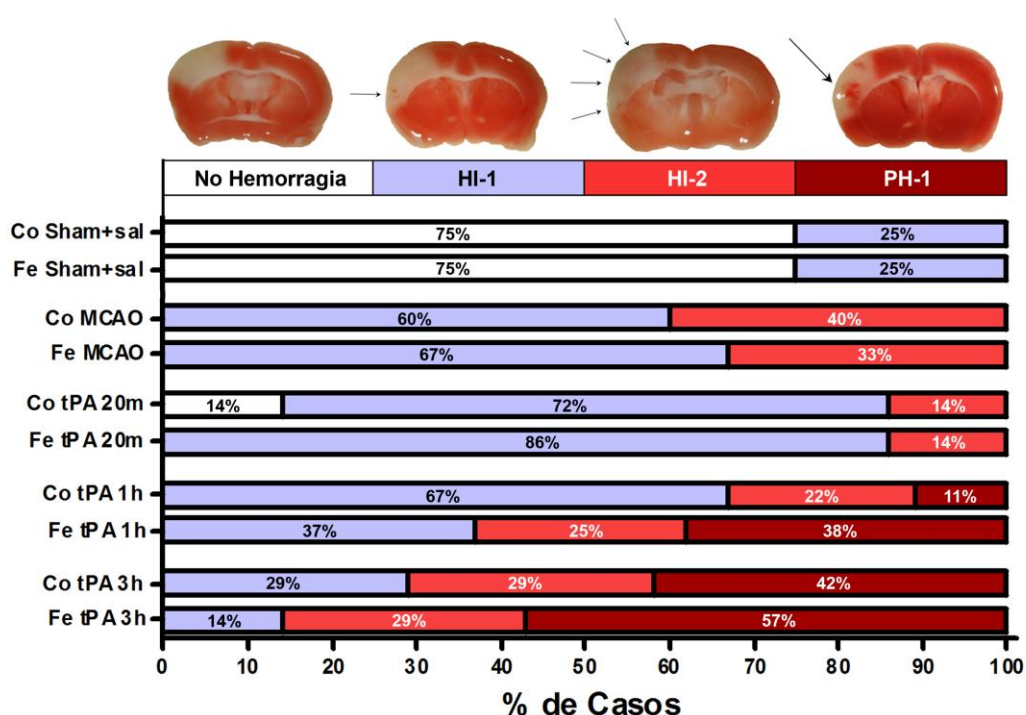 No Hemorragia HI-1 HI-2 PH-1
Co Sham+sal 75% 25%
Fe Sham+sal 75% 25%
Co MCAO 60% 40%
Fe MCAO 67% 33%
Co tPA 20m 14% 72% 14%
Fe tPA 20m 86% 14%
Co tPA 1h 67% 22% 11%
Fe tPA 1h 37% 25% 38%
Co tPA 3h 29% 29% 42%
Fe tPA 3h 14% 29% 57%
0 10 20 30 40 50 60 70 80 90 100
% de Casos